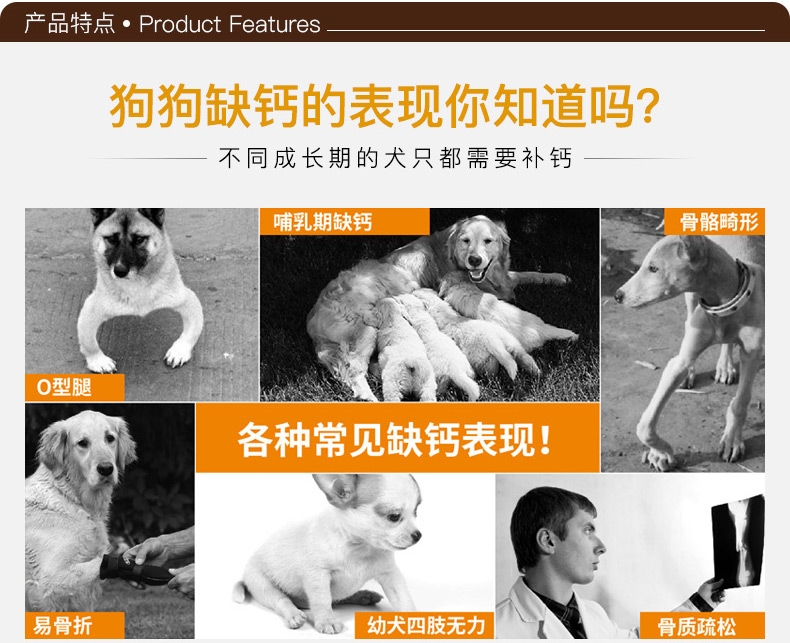 产品特点 • Product Features
狗狗缺钙的表现你知道吗？
不同成长期的犬只都需要补钙
哺乳期缺钙
骨骼畸形
O型腿
各种常见缺钙表现！
易骨折
幼犬四肢无力
骨质疏松